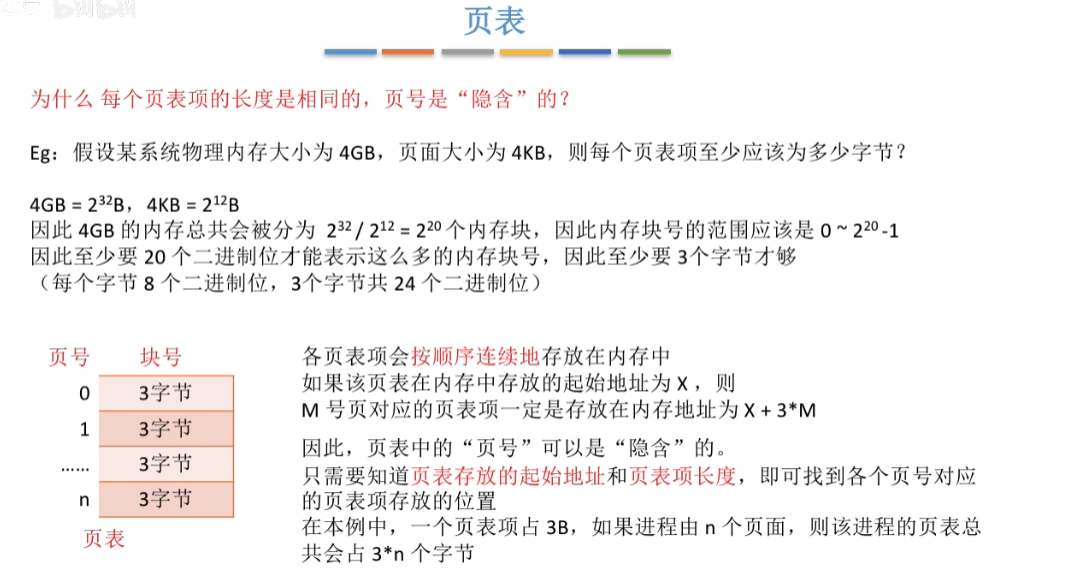 页表
为什么 每个页表项的长度是相同的，页号是“隐含”的？
Eg：假设某系统物理内存大小为 4GB，页面大小为 4KB，则每个页表项至少应该为多少字节？
4GB = 2³²B，4KB = 2¹²B
因此 4GB 的内存总共会被分为 2³² / 2¹² = 2²⁰ 个内存块，因此内存块号的范围应该是 0 ~ 2²⁰ -1
因此至少要 20 个二进制位才能表示这么多的内存块号，因此至少要 3个字节才够
（每个字节 8 个二进制位，3个字节共 24 个二进制位）
页号 块号
0 3字节
1 3字节
…… 3字节
n 3字节
页表
各页表项会按顺序连续地存放在内存中
如果该页表在内存中存放的起始地址为 X ，则
M 号页对应的页表项一定是存放在内存地址为 X + 3*M
因此，页表中的“页号”可以是“隐含”的。
只需要知道页表存放的起始地址和页表项长度，即可找到各个页号对应
的页表项存放的位置
在本例中，一个页表项占 3B，如果进程由 n 个页面，则该进程的页表总
共会占 3*n 个字节